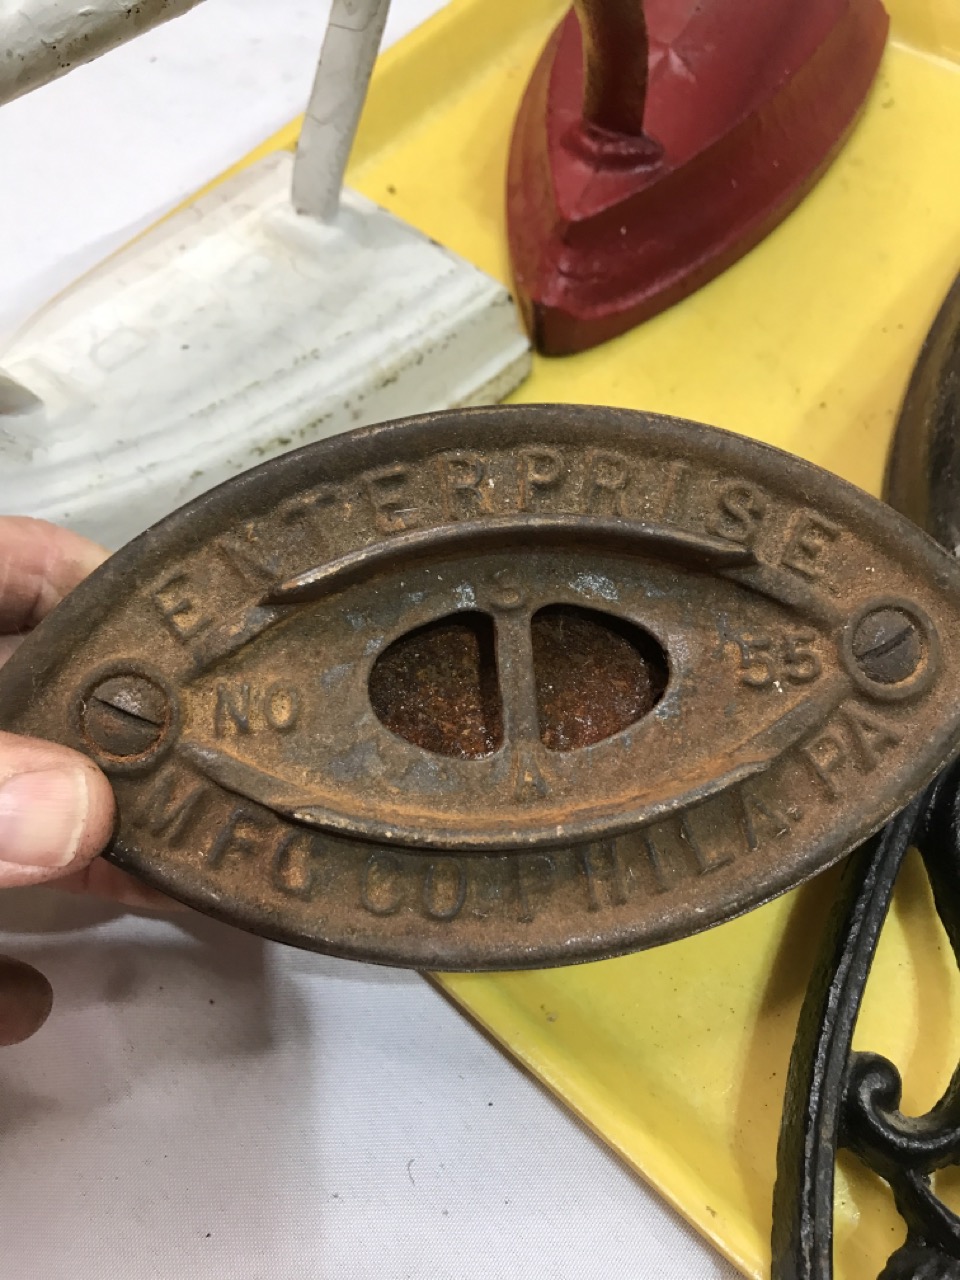 ENTERPRISE
S
NO 55
A
MFG CO PHILA. PA